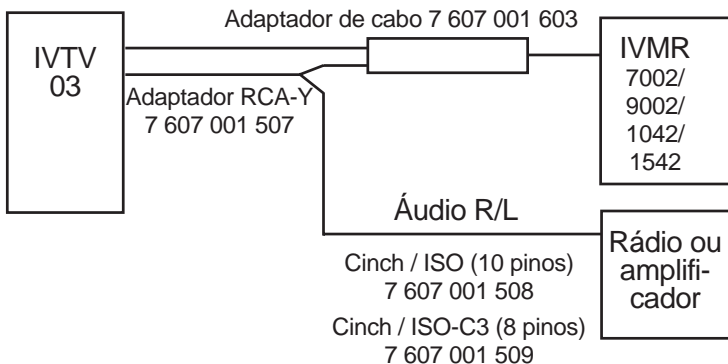 Adaptador de cabo 7 607 001 603
IVTV
03
IVMR
7002/
9002/
1042/
1542
Adaptador RCA-Y
7 607 001 507
Áudio R/L
Rádio ou
amplifi-
cador
Cinch / ISO (10 pinos)
7 607 001 508
Cinch / ISO-C3 (8 pinos)
7 607 001 509